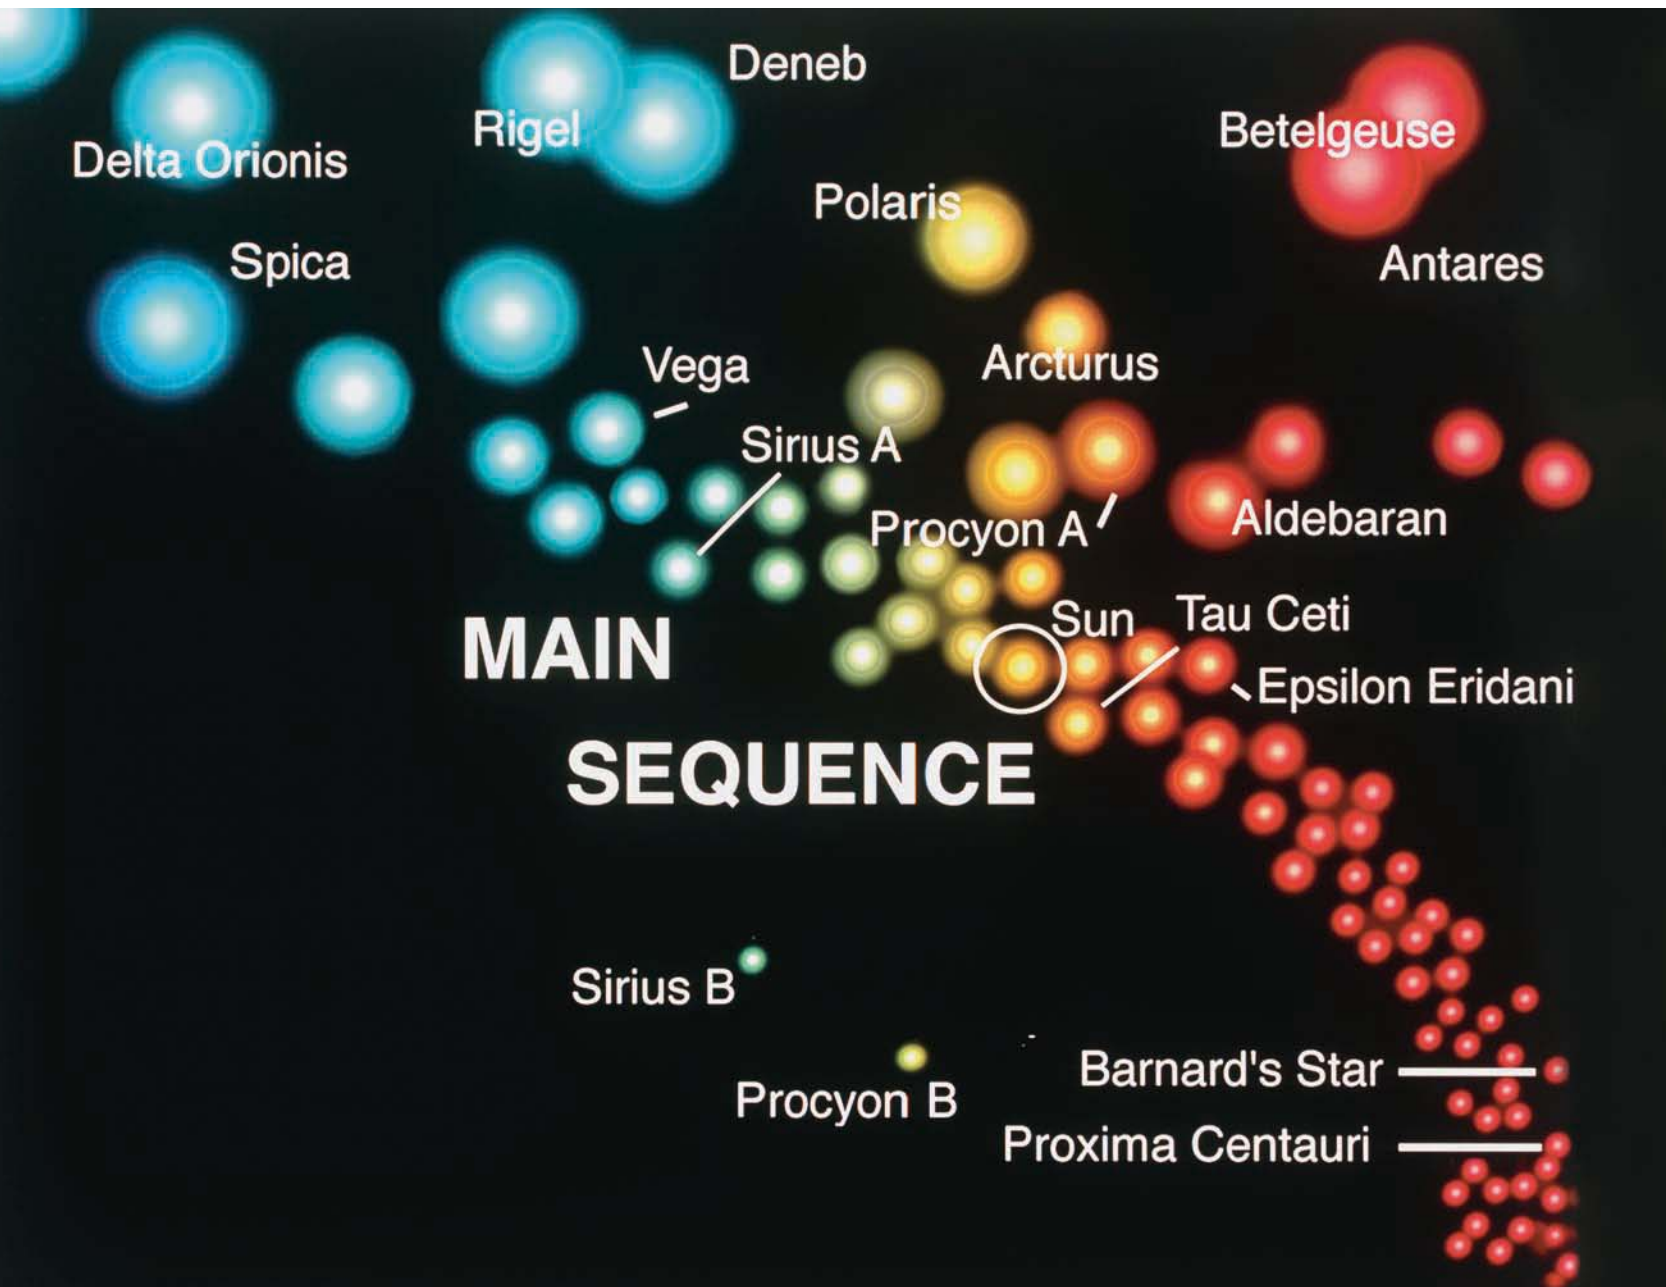 Deneb
Rigel
Betelgeuse
Delta Orionis
Polaris
Spica
Antares
Vega
Arcturus
Sirius A
Procyon A
Aldebaran
Sun
Tau Ceti
MAIN
Epsilon Eridani
SEQUENCE
Sirius B
Barnard's Star
Procyon B
Proxima Centauri